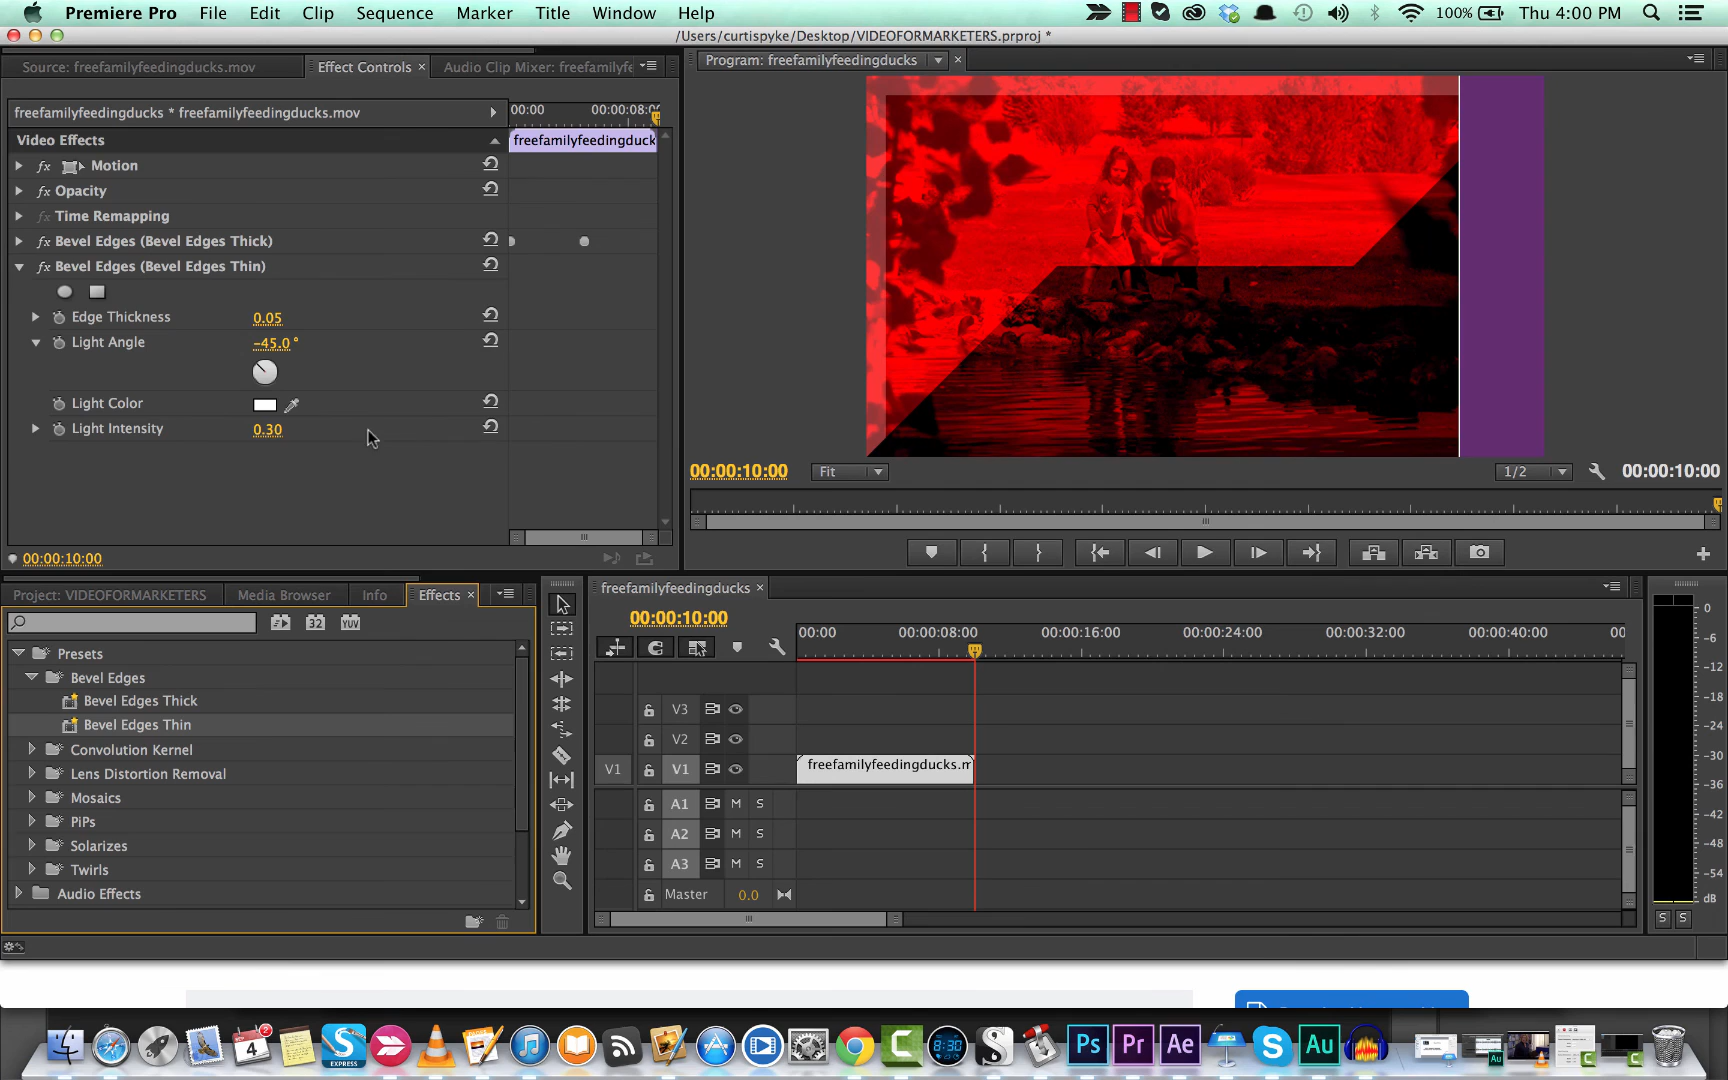 Premiere Pro File Edit Clip Sequence Marker Title Window Help 100% Thu 4:00 PM
/Users/curtispyke/Desktop/VIDEOFORMARKETERS.prproj *
Source: freefamilyfeedingducks.mov Effect Controls × Audio Clip Mixer: freefamilyfe
Program: freefamilyfeedingducks ×
freefamilyfeedingducks * freefamilyfeedingducks.mov
00:00 00:00:08:0
Video Effects
freefamilyfeedingduck
fx Motion
fx Opacity
fx Time Remapping
fx Bevel Edges (Bevel Edges Thick)
fx Bevel Edges (Bevel Edges Thin)
Edge Thickness 0.05
Light Angle -45.0 °
Light Color
Light Intensity 0.30
00:00:10:00 Fit 1/2 00:00:10:00
00:00:10:00
Project: VIDEOFORMARKETERS Media Browser Info Effects ×
32 YUV
Presets
Bevel Edges
Bevel Edges Thick
Bevel Edges Thin
Convolution Kernel
Lens Distortion Removal
Mosaics
PiPs
Solarizes
Twirls
Audio Effects
freefamilyfeedingducks ×
00:00:10:00
00:00 00:00:08:00 00:00:16:00 00:00:24:00 00:00:32:00 00:00:40:00 00
V3
V2
V1 V1 freefamilyfeedingducks.m
A1 M S
A2 M S
A3 M S
Master 0.0
0
-6
-12
-18
-24
-30
-36
-42
-48
-54
dB
S S
2
4
EXPRESS
8:30
Ps Pr Ae Au